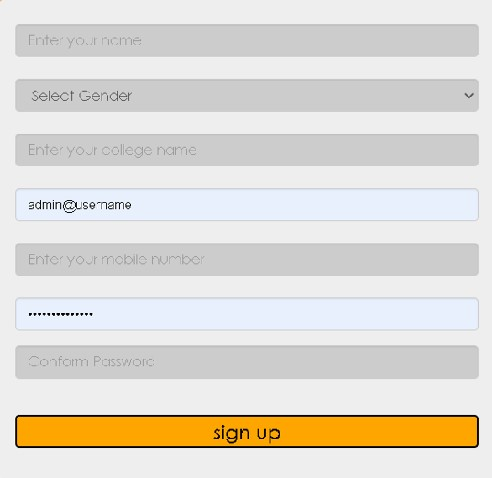 Enter your name
Select Gender
Enter your college name
admin@username
Enter your mobile number
••••••••••••••
Conform Password
sign up